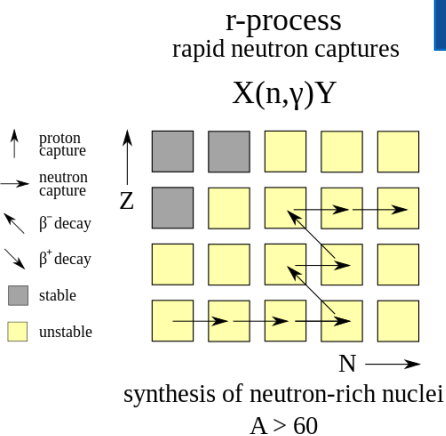 r-process
rapid neutron captures
X(n,γ)Y
proton
capture
neutron
capture
β⁻ decay
β⁺ decay
stable
unstable
Z
N
synthesis of neutron-rich nuclei
A > 60